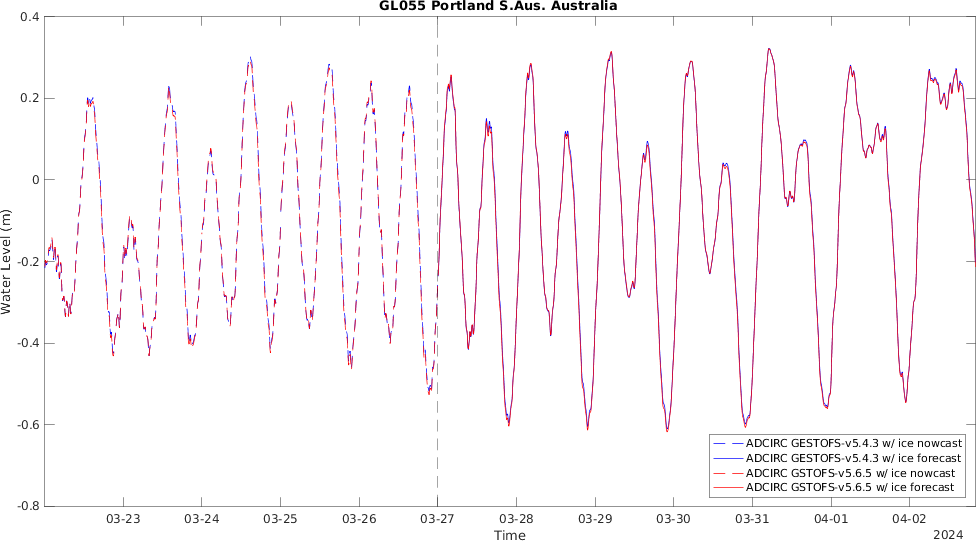 GL055 Portland S.Aus. Australia
0.4
0.2
0
-0.2
-0.4
-0.6
-0.8
Water Level (m)
ADCIRC GESTOFS-v5.4.3 w/ ice nowcast
ADCIRC GESTOFS-v5.4.3 w/ ice forecast
ADCIRC GSTOFS-v5.6.5 w/ ice nowcast
ADCIRC GSTOFS-v5.6.5 w/ ice forecast
03-23 03-24 03-25 03-26 03-27 03-28 03-29 03-30 03-31 04-01 04-02
Time
2024